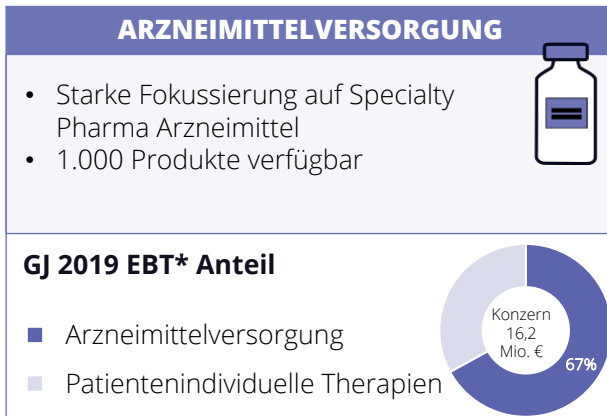 ARZNEIMITTELVERSORGUNG
• Starke Fokussierung auf Specialty
Pharma Arzneimittel
• 1.000 Produkte verfügbar
GJ 2019 EBT* Anteil
Arzneimittelversorgung
Patientenindividuelle Therapien
Konzern
16,2
Mio. €
67%